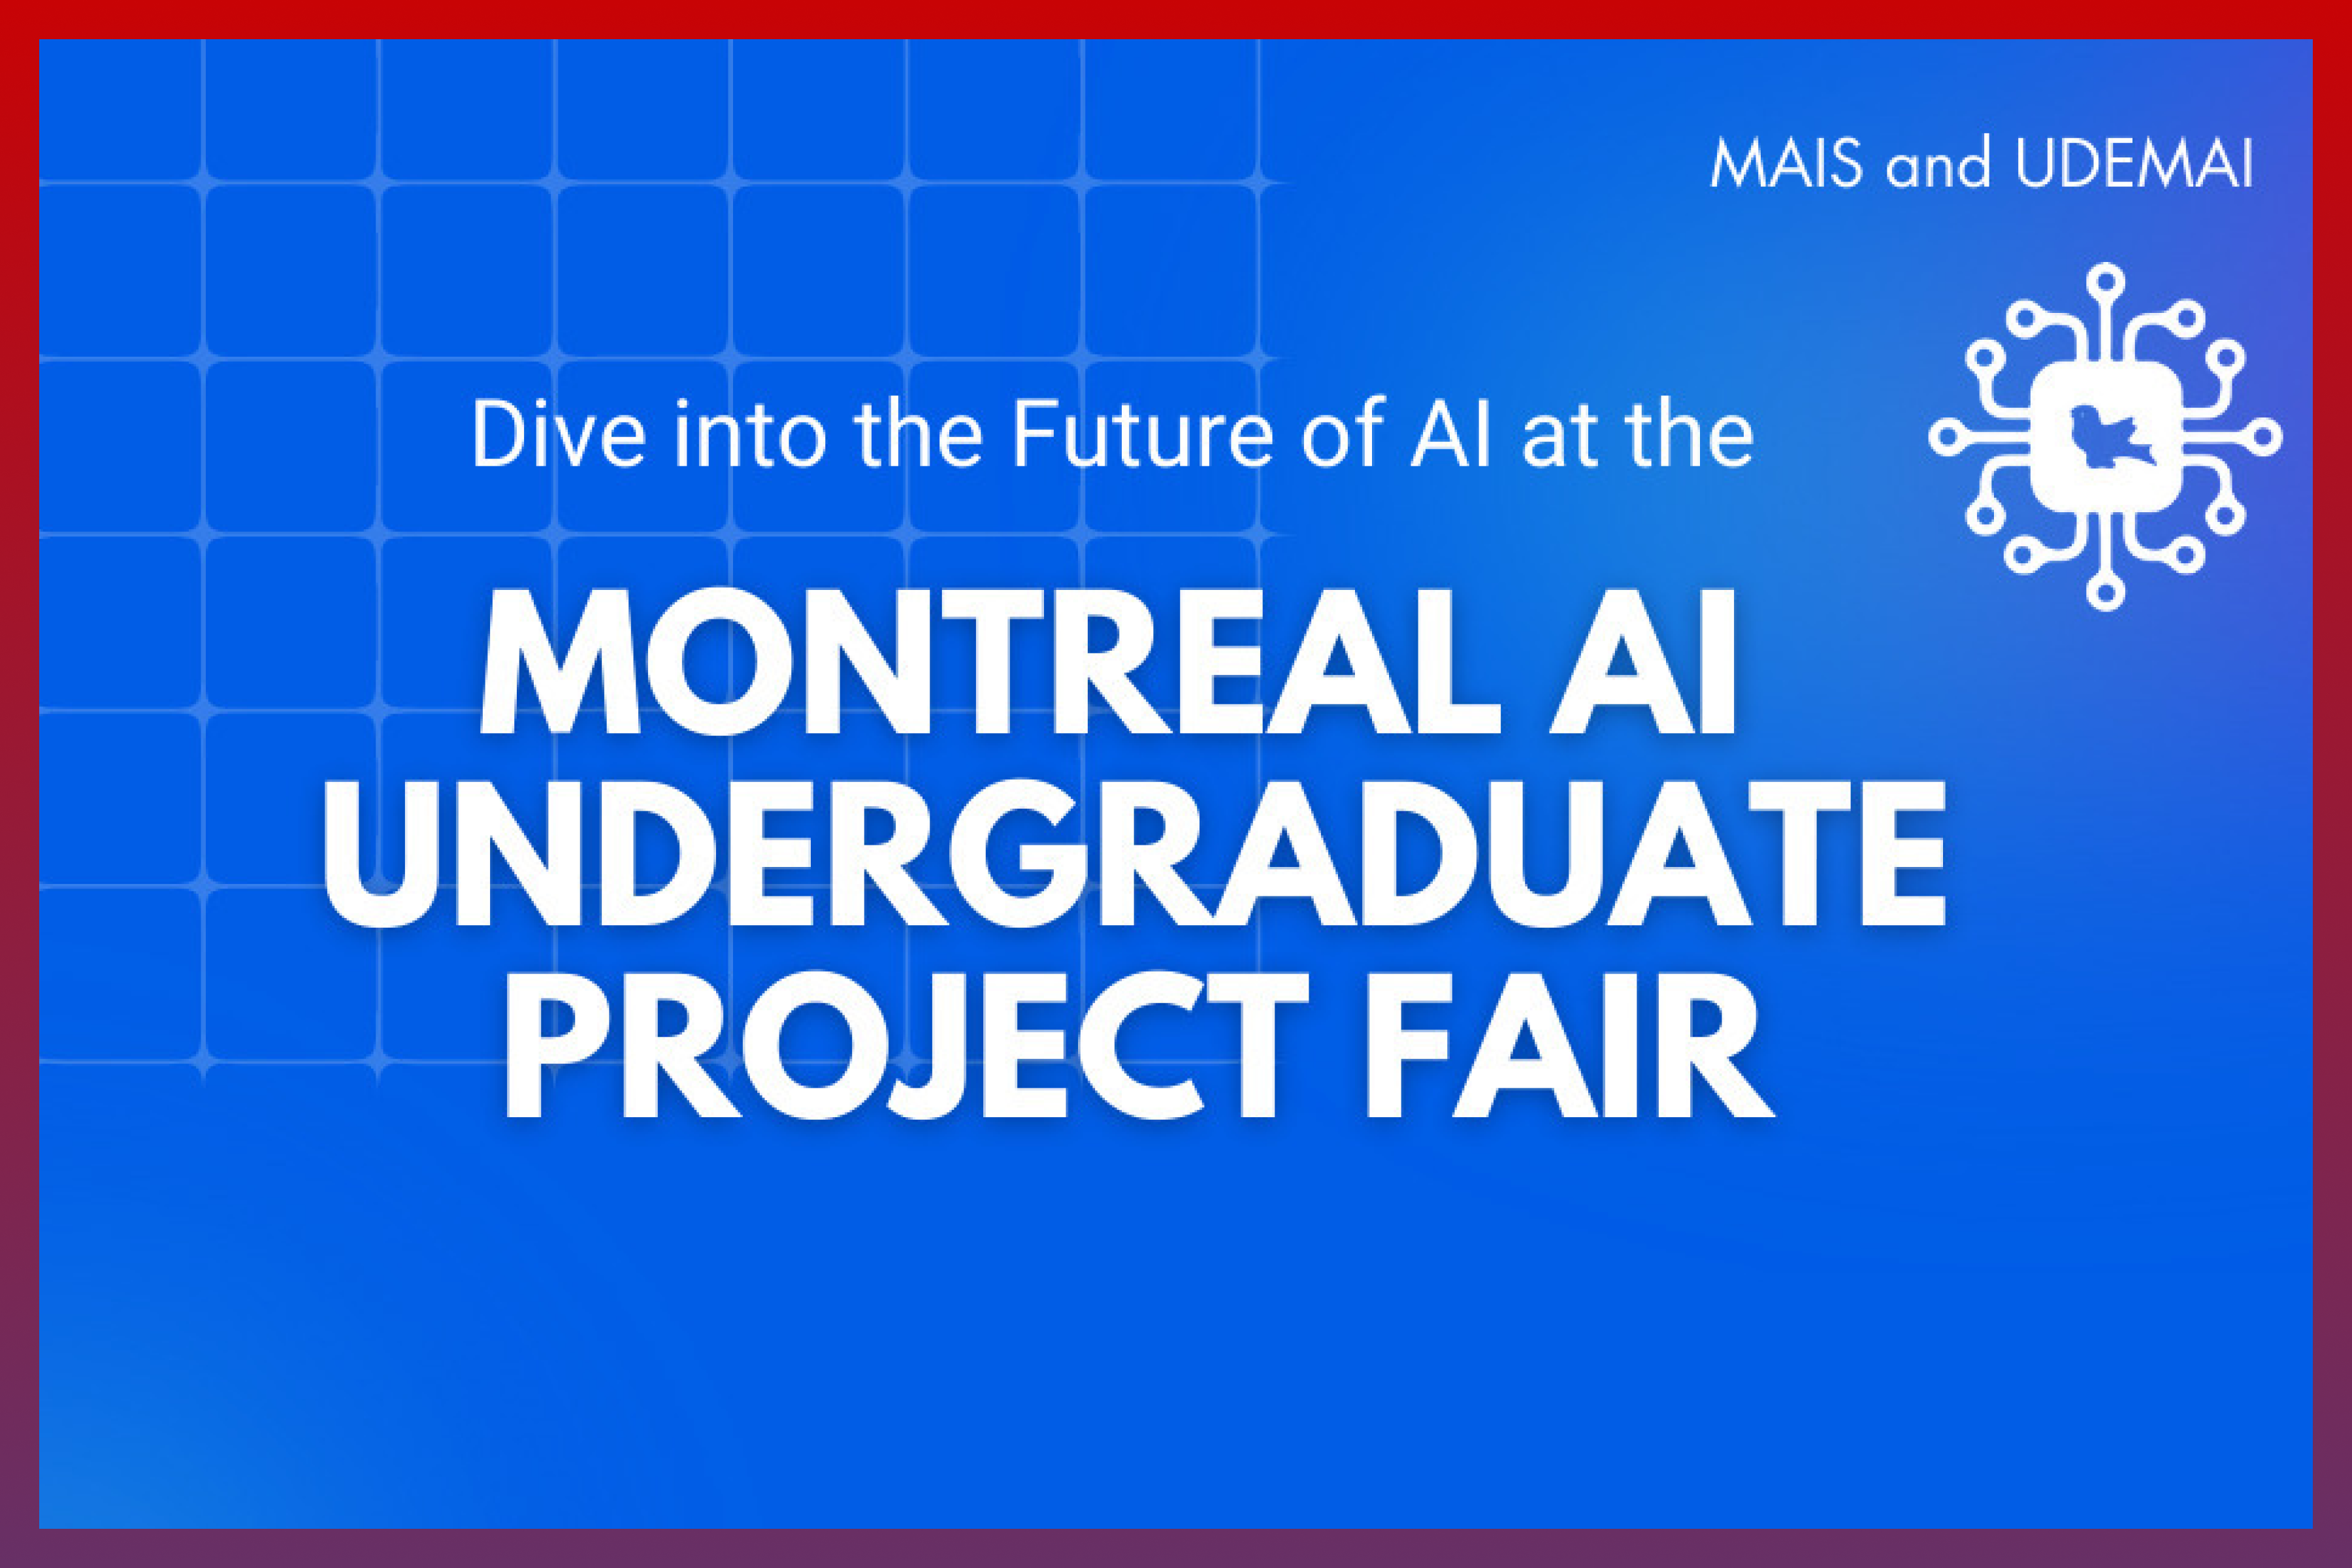 MAIS and UDEMAI
Dive into the Future of AI at the
MONTREAL AI
UNDERGRADUATE
PROJECT FAIR